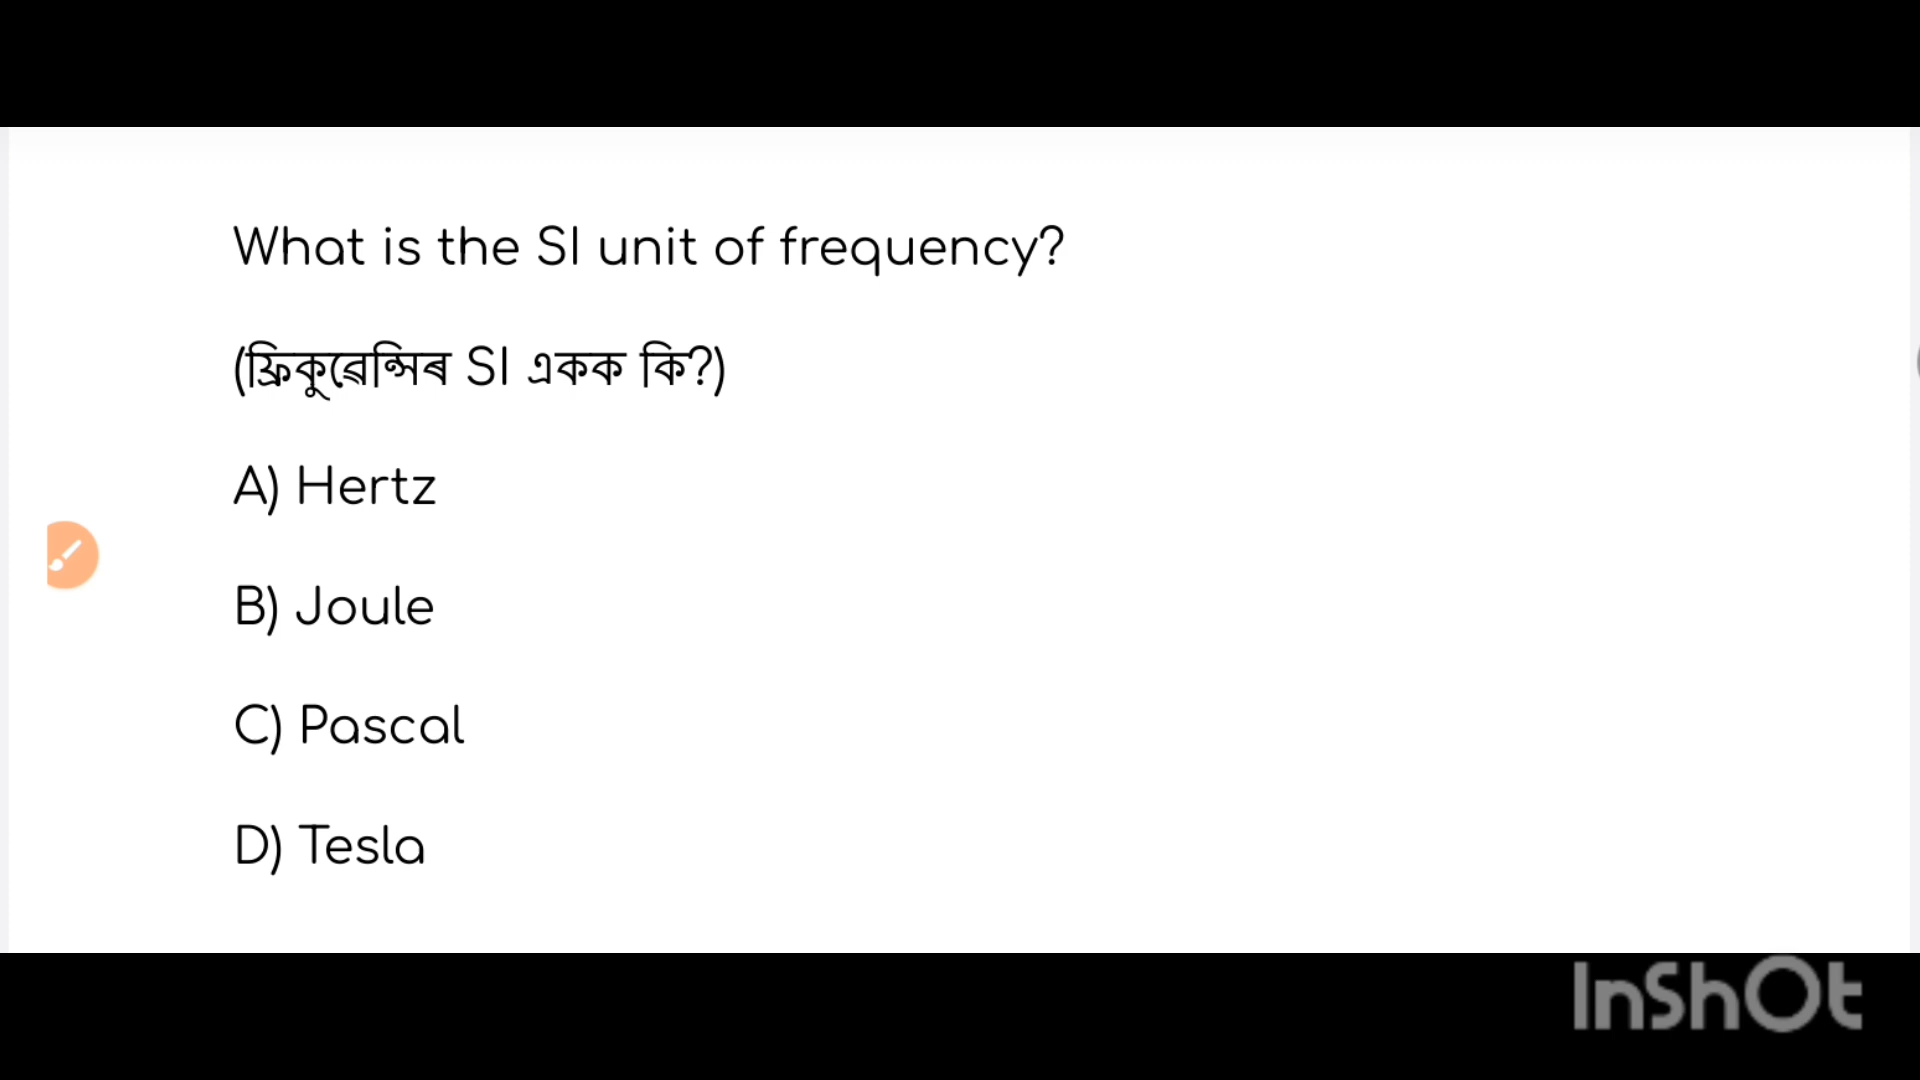 What is the SI unit of frequency?
(ফ্ৰিকুৱেন্সিৰ SI একক কি?)
A) Hertz
B) Joule
C) Pascal
D) Tesla
InShOt